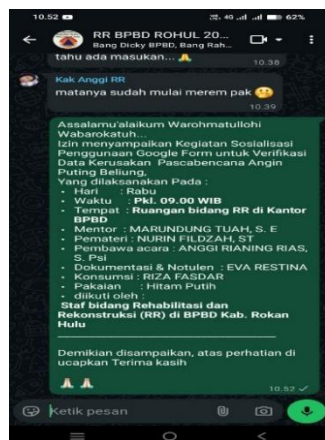 10.52
4G
62%
RR BPBD ROHUL 20...
Bang Dicky BPBD, Bang Rah...
tahu ada masukan... 🙏
10.38
Kak Anggi RR
matanya sudah mulai merem pak
10.39
Assalamu'alaikum Warohmatullohi
Wabarokatuh...
Izin menyampaikan Kegiatan Sosialisasi
Penggunaan Google Form untuk Verifikasi
Data Kerusakan Pascabencana Angin
Puting Beliung,
Yang dilaksanakan Pada :
- Hari : Rabu
- Waktu : Pkl. 09.00 WIB
- Tempat : Ruangan bidang RR di Kantor
BPBD
- Mentor : MARUNDUNG TUAH, S. E
- Pemateri : NURIN FILDZAH, ST
- Pembawa acara : ANGGI RIANING RIAS,
S. Psi
- Dokumentasi & Notulen : EVA RESTINA
- Konsumsi : RIZA FASDAR
- Pakaian : Hitam Putih
- diikuti oleh :
Staf bidang Rehabilitasi dan
Rekonstruksi (RR) di BPBD Kab. Rokan
Hulu
Demikian disampaikan, atas perhatian di
ucapkan Terima kasih
🙏🙏
10.52
Ketik pesan